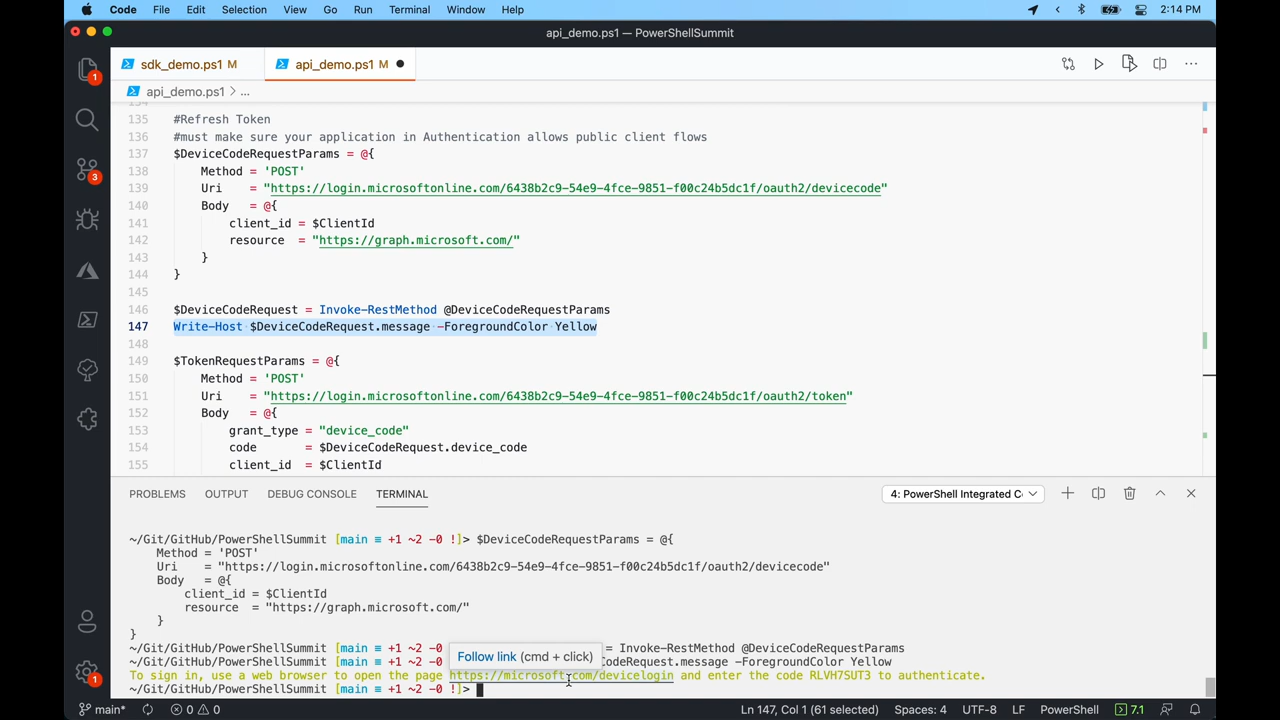 Code File Edit Selection View Go Run Terminal Window Help 2:14 PM
api_demo.ps1 — PowerShellSummit
sdk_demo.ps1 M api_demo.ps1 M
api_demo.ps1 > ...
135 #Refresh Token
136 #must make sure your application in Authentication allows public client flows
137 $DeviceCodeRequestParams = @{
138 Method = 'POST'
139 Uri = "https://login.microsoftonline.com/6438b2c9-54e9-4fce-9851-f00c24b5dc1f/oauth2/devicecode"
140 Body = @{
141 client_id = $ClientId
142 resource = "https://graph.microsoft.com/"
143 }
144 }
145
146 $DeviceCodeRequest = Invoke-RestMethod @DeviceCodeRequestParams
147 Write-Host $DeviceCodeRequest.message -ForegroundColor Yellow
148
149 $TokenRequestParams = @{
150 Method = 'POST'
151 Uri = "https://login.microsoftonline.com/6438b2c9-54e9-4fce-9851-f00c24b5dc1f/oauth2/token"
152 Body = @{
153 grant_type = "device_code"
154 code = $DeviceCodeRequest.device_code
155 client_id = $ClientId
1
3
1
PROBLEMS OUTPUT DEBUG CONSOLE TERMINAL 4: PowerShell Integrated C
~/Git/GitHub/PowerShellSummit [main ≡ +1 ~2 -0 !]> $DeviceCodeRequestParams = @{
Method = 'POST'
Uri = "https://login.microsoftonline.com/6438b2c9-54e9-4fce-9851-f00c24b5dc1f/oauth2/devicecode"
Body = @{
client_id = $ClientId
resource = "https://graph.microsoft.com/"
}
}
~/Git/GitHub/PowerShellSummit [main ≡ +1 ~2 -0 = Invoke-RestMethod @DeviceCodeRequestParams
Follow link (cmd + click)
~/Git/GitHub/PowerShellSummit [main ≡ +1 ~2 -0 CodeRequest.message -ForegroundColor Yellow
To sign in, use a web browser to open the page https://microsoft.com/devicelogin and enter the code RLVH7SUT3 to authenticate.
~/Git/GitHub/PowerShellSummit [main ≡ +1 ~2 -0 !]>
main* 0 0 Ln 147, Col 1 (61 selected) Spaces: 4 UTF-8 LF PowerShell 7.1